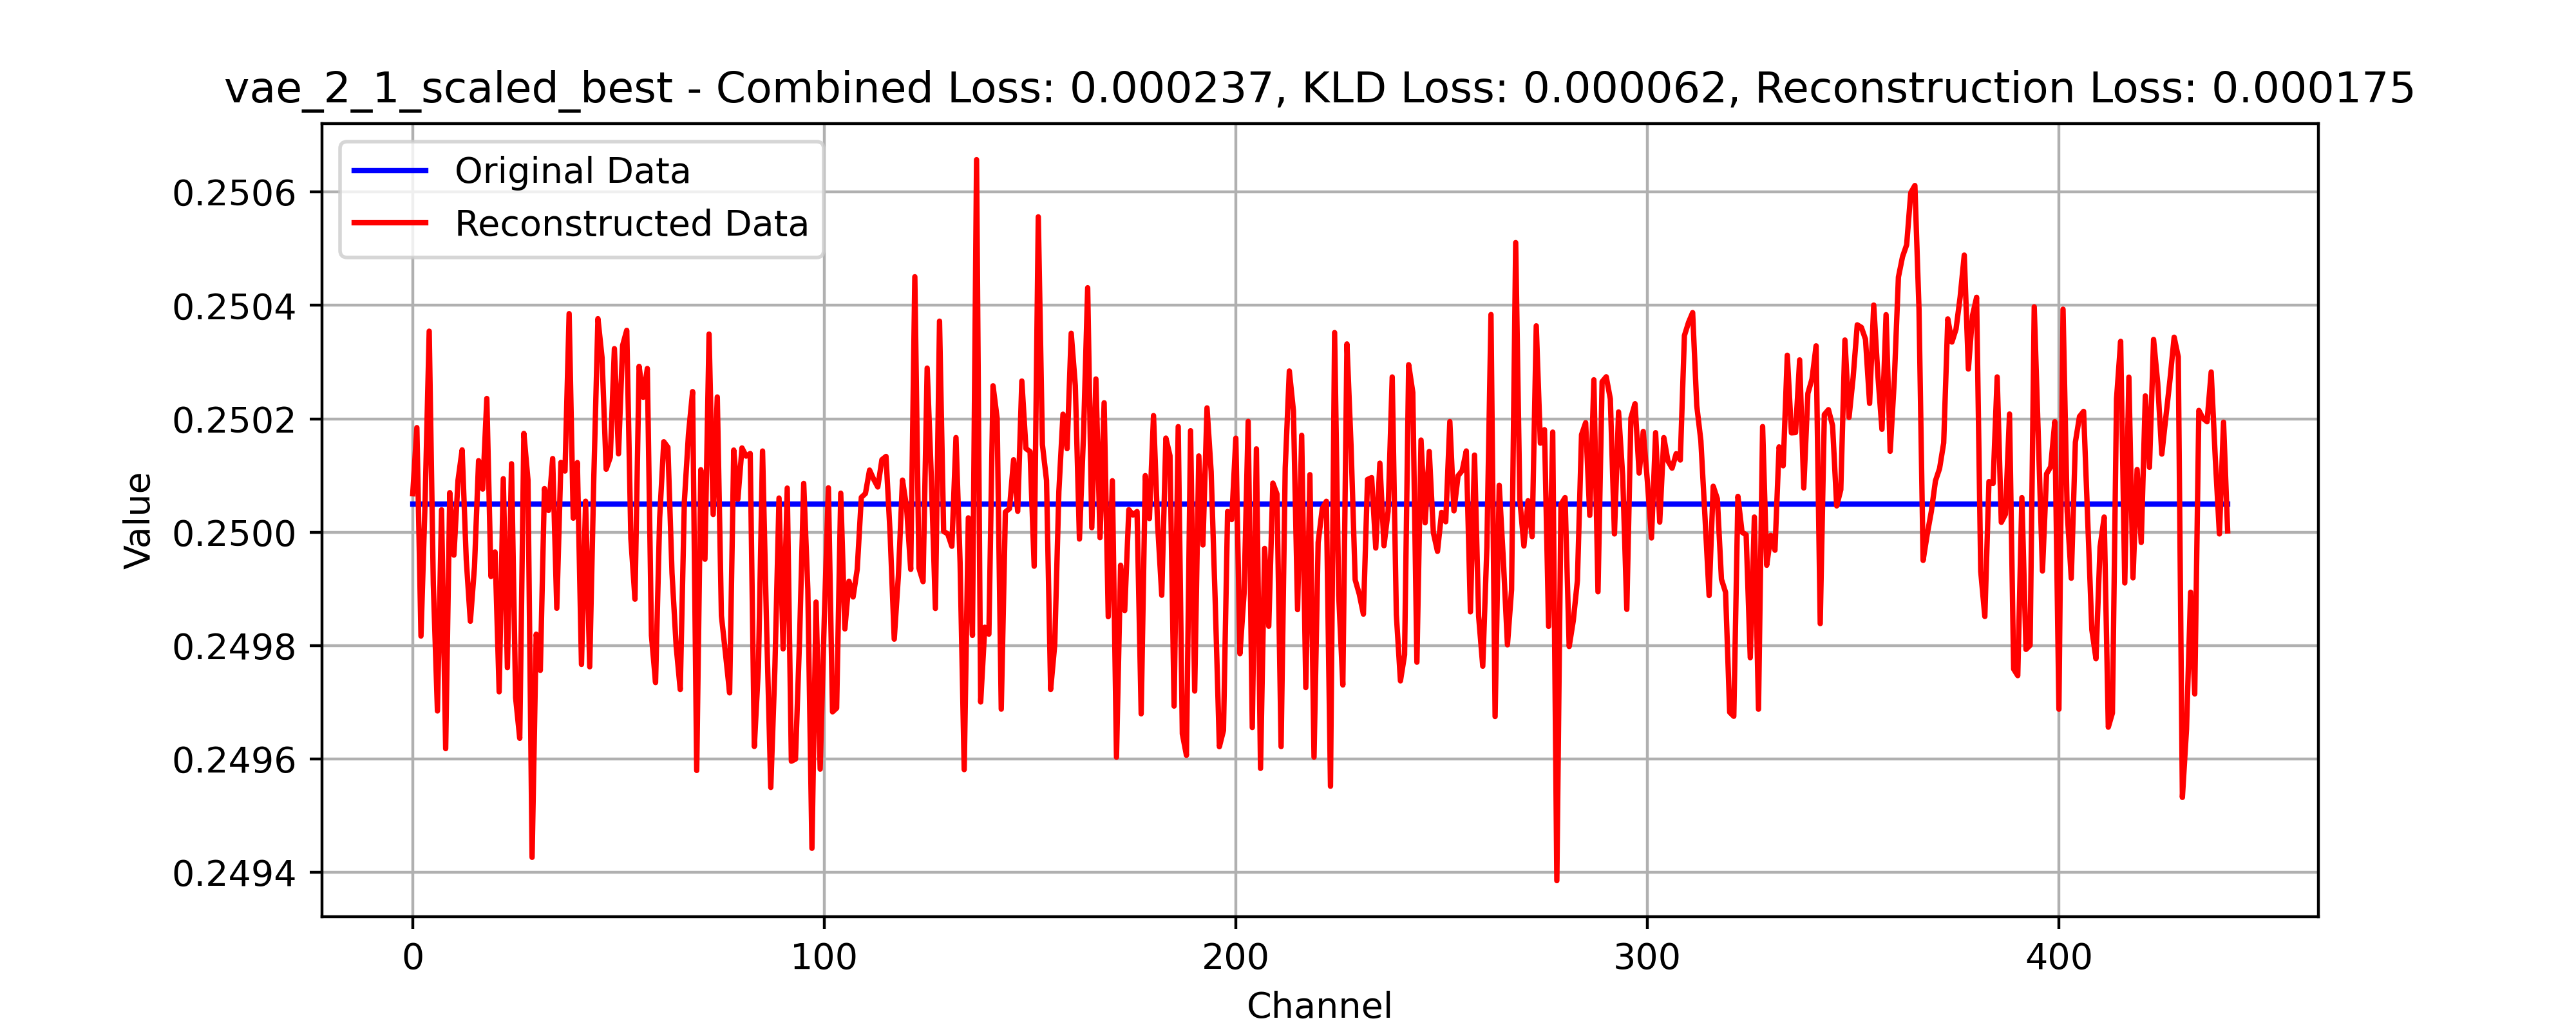 vae_2_1_scaled_best - Combined Loss: 0.000237, KLD Loss: 0.000062, Reconstruction Loss: 0.000175
Original Data
Reconstructed Data
0.2506
0.2504
0.2502
0.2500
0.2498
0.2496
0.2494
Value
0 100 200 300 400
Channel